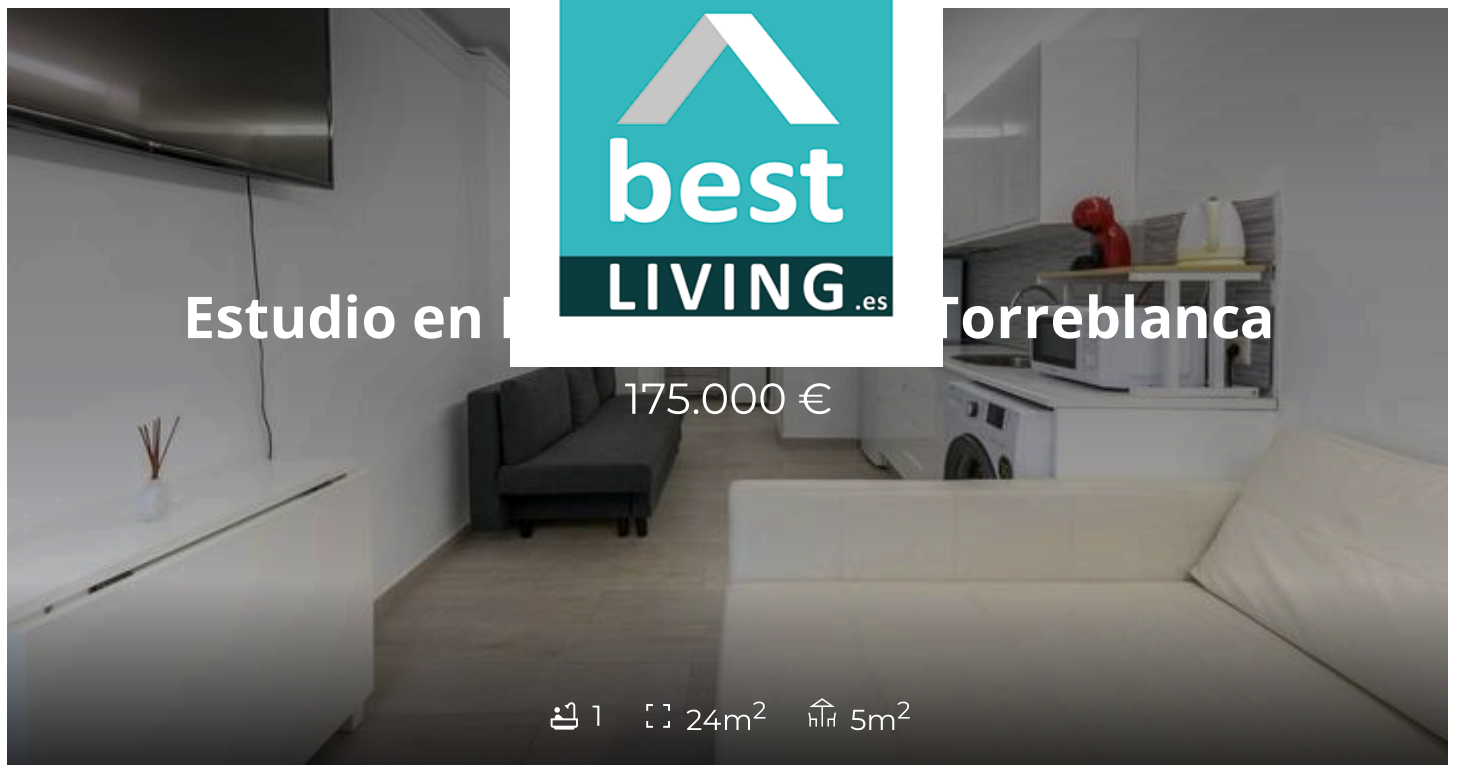 best
LIVING.es
Estudio en Torreblanca
175.000 €
1 24m² 5m²